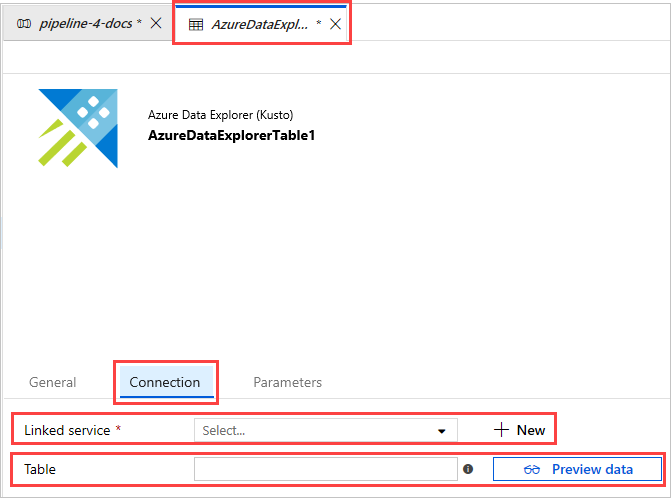 pipeline-4-docs * AzureDataExpl... *
Azure Data Explorer (Kusto)
AzureDataExplorerTable1
General Connection Parameters
Linked service * Select... New
Table Preview data